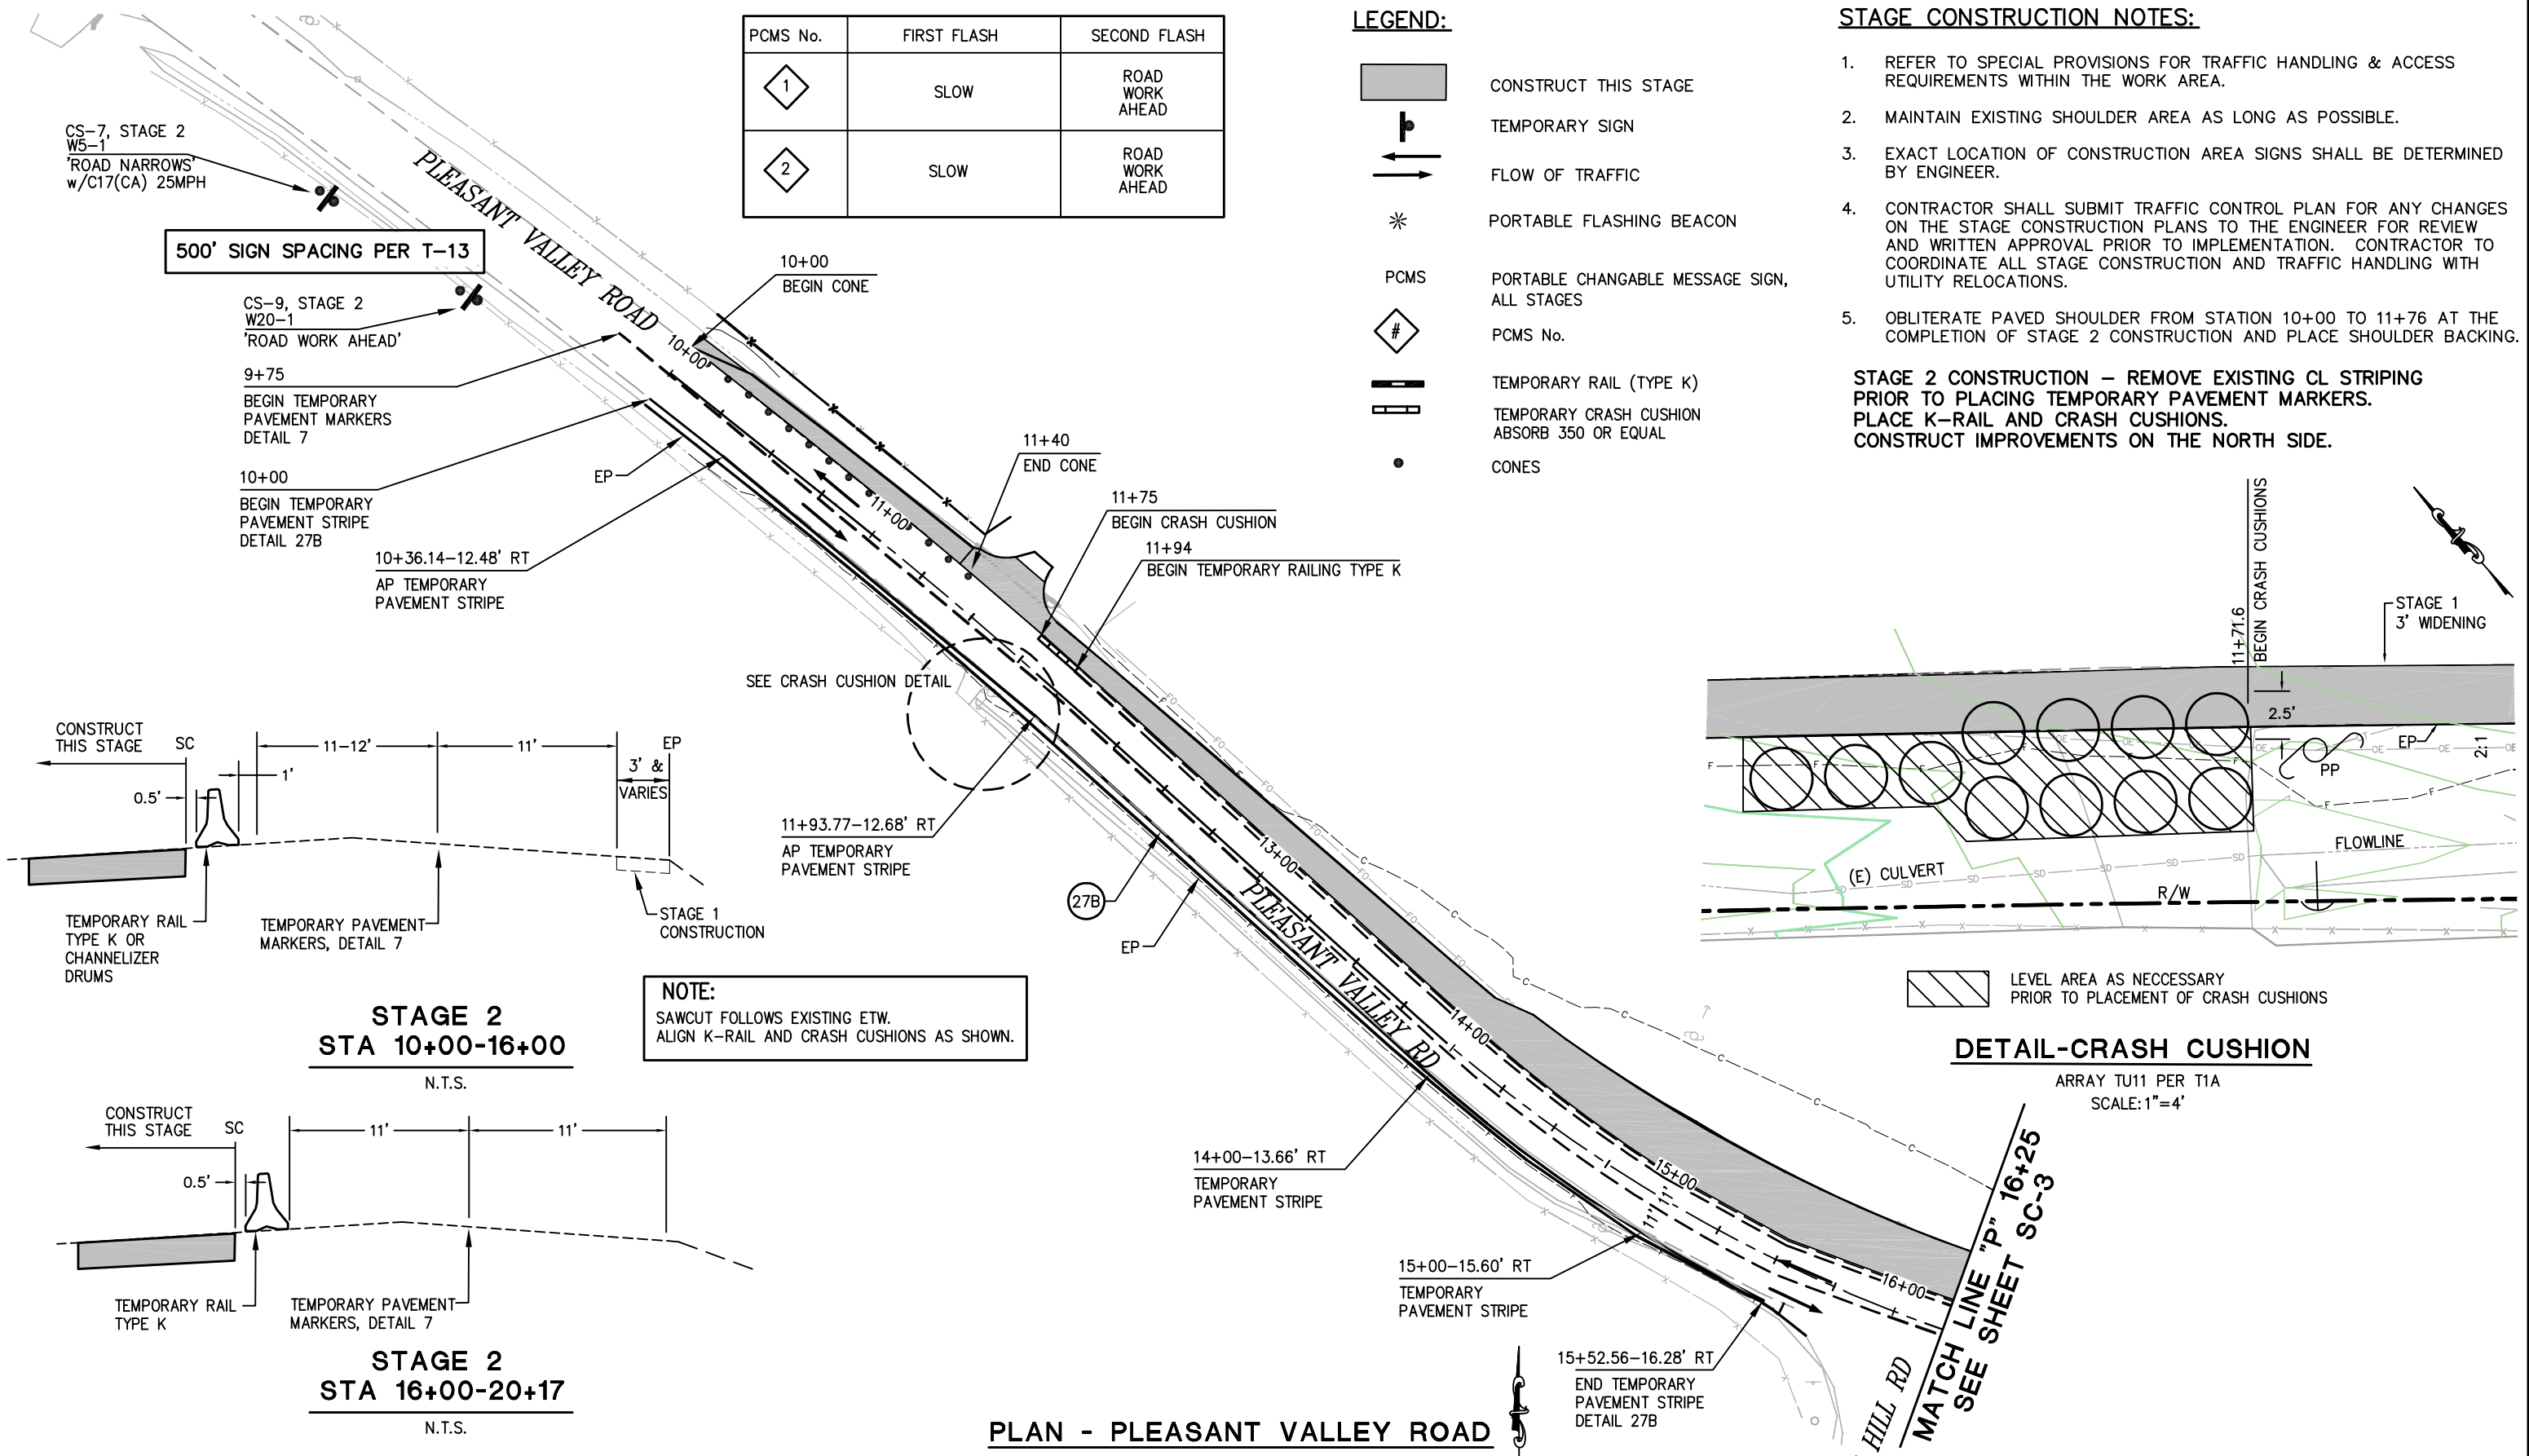 PCMS No.
FIRST FLASH
SECOND FLASH
1
SLOW
ROAD
WORK
AHEAD
2
SLOW
ROAD
WORK
AHEAD
LEGEND:
CONSTRUCT THIS STAGE
TEMPORARY SIGN
FLOW OF TRAFFIC
PORTABLE FLASHING BEACON
PCMS
PORTABLE CHANGABLE MESSAGE SIGN,
ALL STAGES
#
PCMS No.
TEMPORARY RAIL (TYPE K)
TEMPORARY CRASH CUSHION
ABSORB 350 OR EQUAL
CONES
STAGE CONSTRUCTION NOTES:
1. REFER TO SPECIAL PROVISIONS FOR TRAFFIC HANDLING & ACCESS
REQUIREMENTS WITHIN THE WORK AREA.
2. MAINTAIN EXISTING SHOULDER AREA AS LONG AS POSSIBLE.
3. EXACT LOCATION OF CONSTRUCTION AREA SIGNS SHALL BE DETERMINED
BY ENGINEER.
4. CONTRACTOR SHALL SUBMIT TRAFFIC CONTROL PLAN FOR ANY CHANGES
ON THE STAGE CONSTRUCTION PLANS TO THE ENGINEER FOR REVIEW
AND WRITTEN APPROVAL PRIOR TO IMPLEMENTATION. CONTRACTOR TO
COORDINATE ALL STAGE CONSTRUCTION AND TRAFFIC HANDLING WITH
UTILITY RELOCATIONS.
5. OBLITERATE PAVED SHOULDER FROM STATION 10+00 TO 11+76 AT THE
COMPLETION OF STAGE 2 CONSTRUCTION AND PLACE SHOULDER BACKING.
STAGE 2 CONSTRUCTION – REMOVE EXISTING CL STRIPING
PRIOR TO PLACING TEMPORARY PAVEMENT MARKERS.
PLACE K-RAIL AND CRASH CUSHIONS.
CONSTRUCT IMPROVEMENTS ON THE NORTH SIDE.
CS-7, STAGE 2
W5-1
'ROAD NARROWS'
w/C17(CA) 25MPH
500' SIGN SPACING PER T-13
CS-9, STAGE 2
W20-1
'ROAD WORK AHEAD'
PLEASANT VALLEY ROAD
10+00
BEGIN CONE
10+00
9+75
BEGIN TEMPORARY
PAVEMENT MARKERS
DETAIL 7
10+00
BEGIN TEMPORARY
PAVEMENT STRIPE
DETAIL 27B
EP
10+36.14-12.48' RT
AP TEMPORARY
PAVEMENT STRIPE
11+00
11+40
END CONE
11+75
BEGIN CRASH CUSHION
11+94
BEGIN TEMPORARY RAILING TYPE K
SEE CRASH CUSHION DETAIL
11+93.77-12.68' RT
AP TEMPORARY
PAVEMENT STRIPE
27B
EP
13+00
PLEASANT VALLEY RD
14+00
14+00-13.66' RT
TEMPORARY
PAVEMENT STRIPE
15+00
11'
11'
15+00-15.60' RT
TEMPORARY
PAVEMENT STRIPE
16+00
15+52.56-16.28' RT
END TEMPORARY
PAVEMENT STRIPE
DETAIL 27B
HILL RD
MATCH LINE "P" 16+25
SEE SHEET SC-3
CONSTRUCT
THIS STAGE
SC
0.5'
1'
11-12'
11'
EP
3' &
VARIES
TEMPORARY RAIL
TYPE K OR
CHANNELIZER
DRUMS
TEMPORARY PAVEMENT
MARKERS, DETAIL 7
STAGE 1
CONSTRUCTION
STAGE 2
STA 10+00-16+00
N.T.S.
NOTE:
SAWCUT FOLLOWS EXISTING ETW.
ALIGN K-RAIL AND CRASH CUSHIONS AS SHOWN.
CONSTRUCT
THIS STAGE
SC
0.5'
11'
11'
TEMPORARY RAIL
TYPE K
TEMPORARY PAVEMENT
MARKERS, DETAIL 7
STAGE 2
STA 16+00-20+17
N.T.S.
11+71.6
BEGIN CRASH CUSHIONS
STAGE 1
3' WIDENING
2.5'
EP
PP
2:1
(E) CULVERT
FLOWLINE
R/W
LEVEL AREA AS NECCESSARY
PRIOR TO PLACEMENT OF CRASH CUSHIONS
DETAIL-CRASH CUSHION
ARRAY TU11 PER T1A
SCALE: 1"=4'
PLAN - PLEASANT VALLEY ROAD